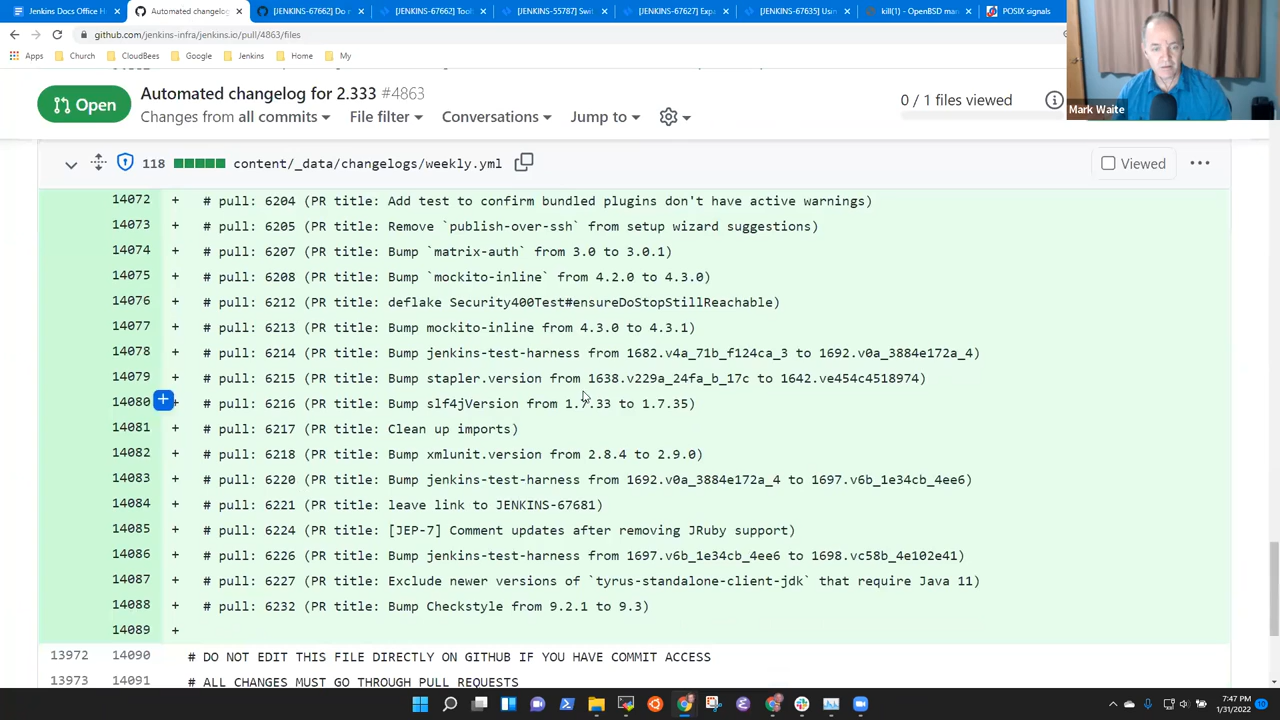 Jenkins Docs Office H
Automated changelog
[JENKINS-67662] Do n
[JENKINS-67662] Tool
[JENKINS-55787] Swit
[JENKINS-67627] Exp
[JENKINS-67635] Usin
kill(1) - OpenBSD man
POSIX signals
github.com/jenkins-infra/jenkins.io/pull/4863/files
Apps Church CloudBees Google Jenkins Home My
Open
Automated changelog for 2.333 #4863
Changes from all commits File filter Conversations Jump to
0 / 1 files viewed
Mark Waite
118 content/_data/changelogs/weekly.yml
Viewed
14072 + # pull: 6204 (PR title: Add test to confirm bundled plugins don't have active warnings)
14073 + # pull: 6205 (PR title: Remove `publish-over-ssh` from setup wizard suggestions)
14074 + # pull: 6207 (PR title: Bump `matrix-auth` from 3.0 to 3.0.1)
14075 + # pull: 6208 (PR title: Bump `mockito-inline` from 4.2.0 to 4.3.0)
14076 + # pull: 6212 (PR title: deflake Security400Test#ensureDoStopStillReachable)
14077 + # pull: 6213 (PR title: Bump mockito-inline from 4.3.0 to 4.3.1)
14078 + # pull: 6214 (PR title: Bump jenkins-test-harness from 1682.v4a_71b_f124ca_3 to 1692.v0a_3884e172a_4)
14079 + # pull: 6215 (PR title: Bump stapler.version from 1638.v229a_24fa_b_17c to 1642.ve454c4518974)
14080 + # pull: 6216 (PR title: Bump slf4jVersion from 1.7.33 to 1.7.35)
14081 + # pull: 6217 (PR title: Clean up imports)
14082 + # pull: 6218 (PR title: Bump xmlunit.version from 2.8.4 to 2.9.0)
14083 + # pull: 6220 (PR title: Bump jenkins-test-harness from 1692.v0a_3884e172a_4 to 1697.v6b_1e34cb_4ee6)
14084 + # pull: 6221 (PR title: leave link to JENKINS-67681)
14085 + # pull: 6224 (PR title: [JEP-7] Comment updates after removing JRuby support)
14086 + # pull: 6226 (PR title: Bump jenkins-test-harness from 1697.v6b_1e34cb_4ee6 to 1698.vc58b_4e102e41)
14087 + # pull: 6227 (PR title: Exclude newer versions of `tyrus-standalone-client-jdk` that require Java 11)
14088 + # pull: 6232 (PR title: Bump Checkstyle from 9.2.1 to 9.3)
14089 +
13972 14090 # DO NOT EDIT THIS FILE DIRECTLY ON GITHUB IF YOU HAVE COMMIT ACCESS
13973 14091 # ALL CHANGES MUST GO THROUGH PULL REQUESTS
7:47 PM
1/31/2022